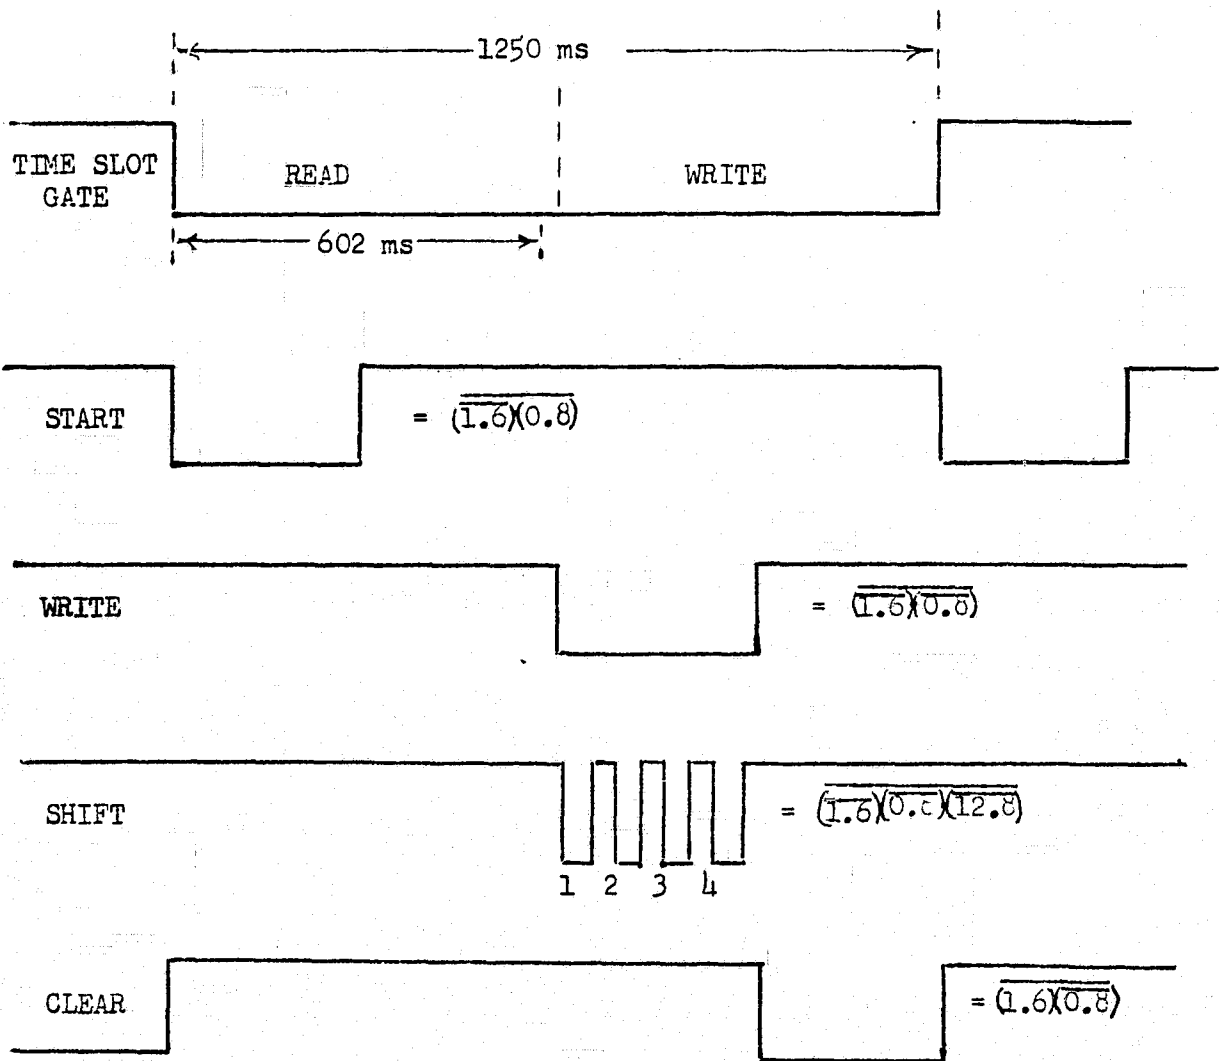 1250 ms
TIME SLOT
GATE
READ
WRITE
602 ms
START
= (1.6)(0.8)
WRITE
= (1.6)(0.8)
SHIFT
= (1.6)(0.8)(12.8)
1 2 3 4
CLEAR
= (1.6)(0.8)